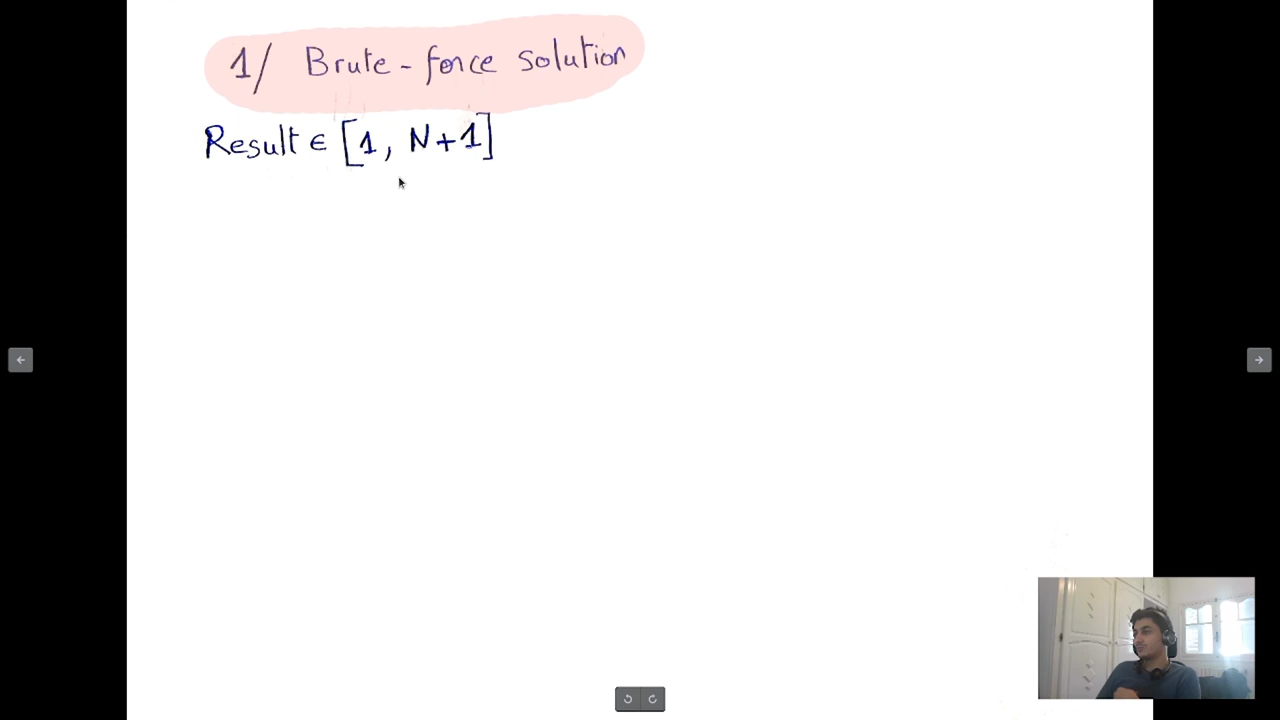 1/ Brute-force solution
Result ∈ [1, N+1]